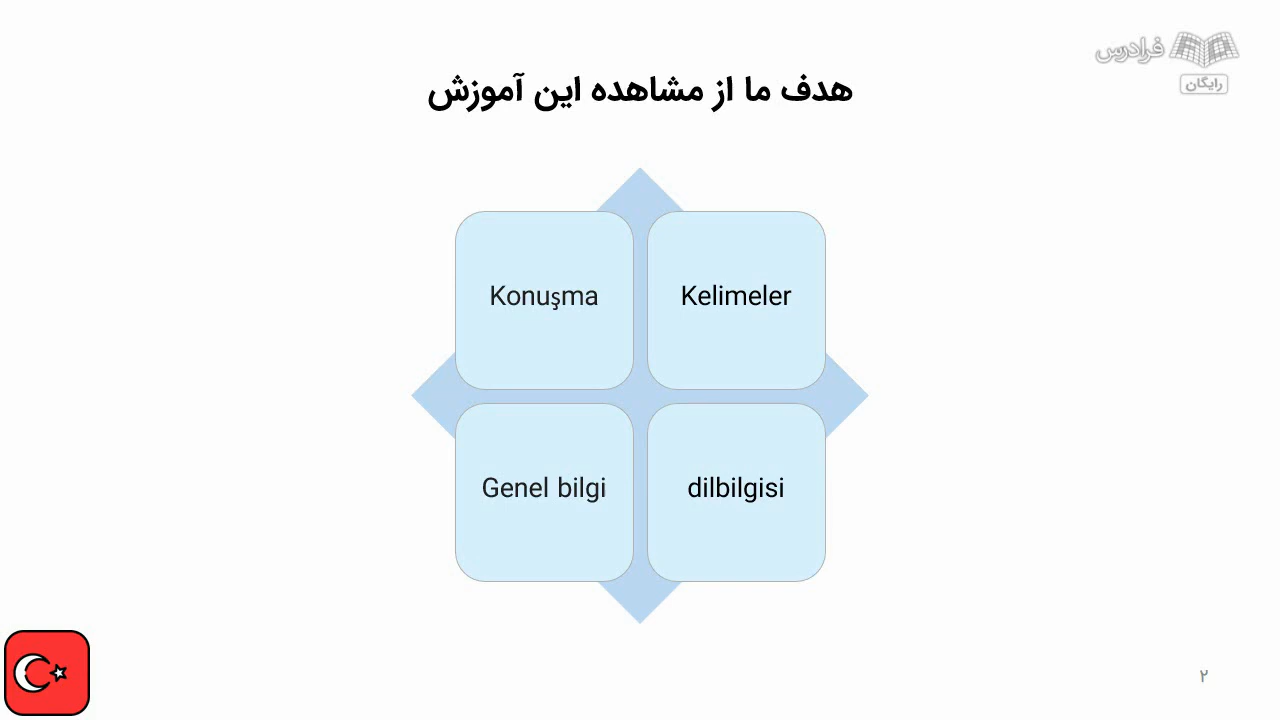 فرادرس
رایگان
هدف ما از مشاهده این آموزش
Konuşma
Kelimeler
Genel bilgi
dilbilgisi
۲